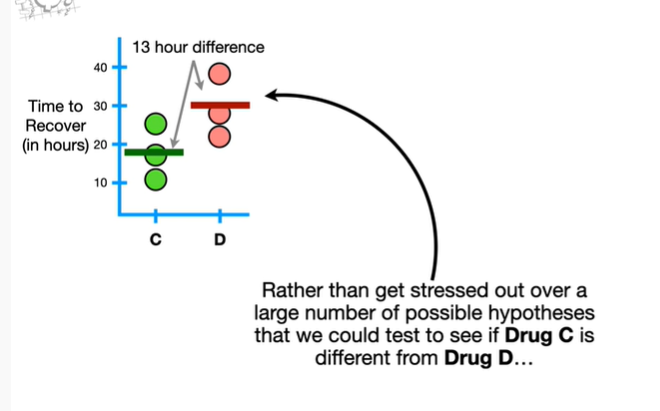 13 hour difference
40
Time to
Recover
(in hours)
30
20
10
C
D
Rather than get stressed out over a
large number of possible hypotheses
that we could test to see if Drug C is
different from Drug D...